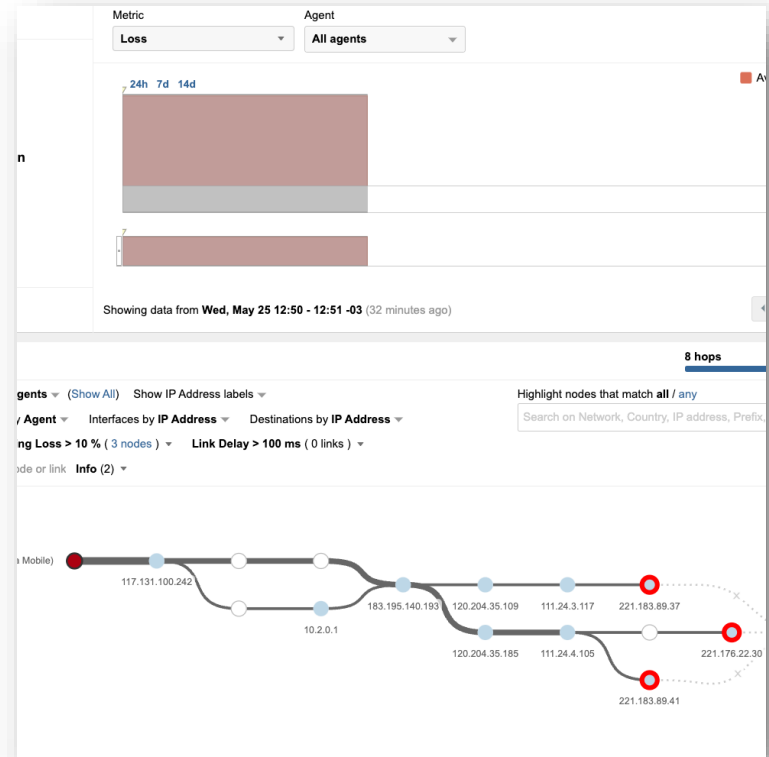 Metric
Agent
Loss
All agents
7
24h 7d 14d
Av
n
7
Showing data from Wed, May 25 12:50 - 12:51 -03 (32 minutes ago)
8 hops
gents (Show All) Show IP Address labels
Highlight nodes that match all / any
y Agent Interfaces by IP Address Destinations by IP Address
Search on Network, Country, IP address, Prefix,
ng Loss > 10 % ( 3 nodes ) Link Delay > 100 ms ( 0 links )
ode or link Info (2)
a Mobile)
117.131.100.242
183.195.140.193
120.204.35.109
111.24.3.117
221.183.89.37
10.2.0.1
120.204.35.185
111.24.4.105
221.176.22.30
221.183.89.41